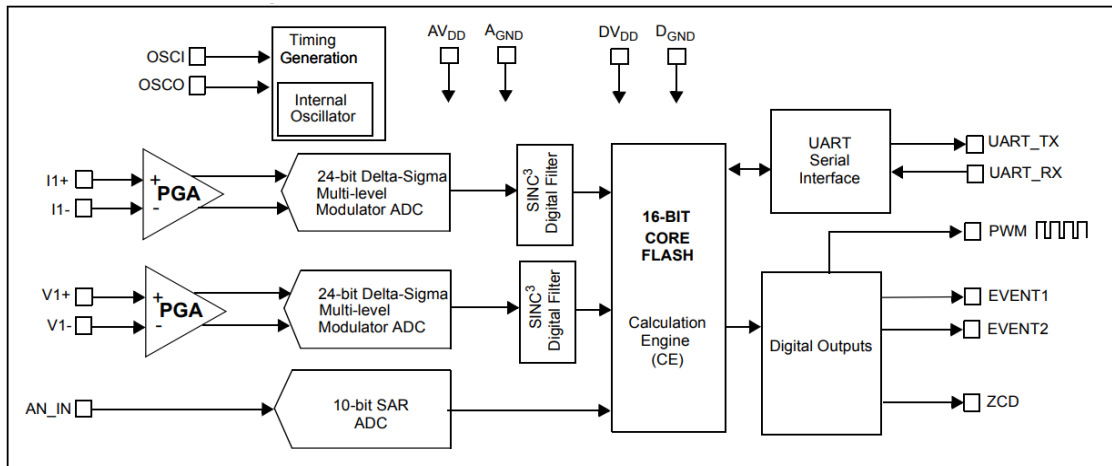 OSCI
OSCO
Timing
Generation
Internal
Oscillator
AVDD
AGND
DVDD
DGND
I1+
I1-
+
PGA
-
24-bit Delta-Sigma
Multi-level
Modulator ADC
SINC3
Digital Filter
V1+
V1-
+
PGA
-
24-bit Delta-Sigma
Multi-level
Modulator ADC
SINC3
Digital Filter
AN_IN
10-bit SAR
ADC
16-BIT
CORE
FLASH
Calculation
Engine
(CE)
UART
Serial
Interface
UART_TX
UART_RX
Digital Outputs
PWM
EVENT1
EVENT2
ZCD